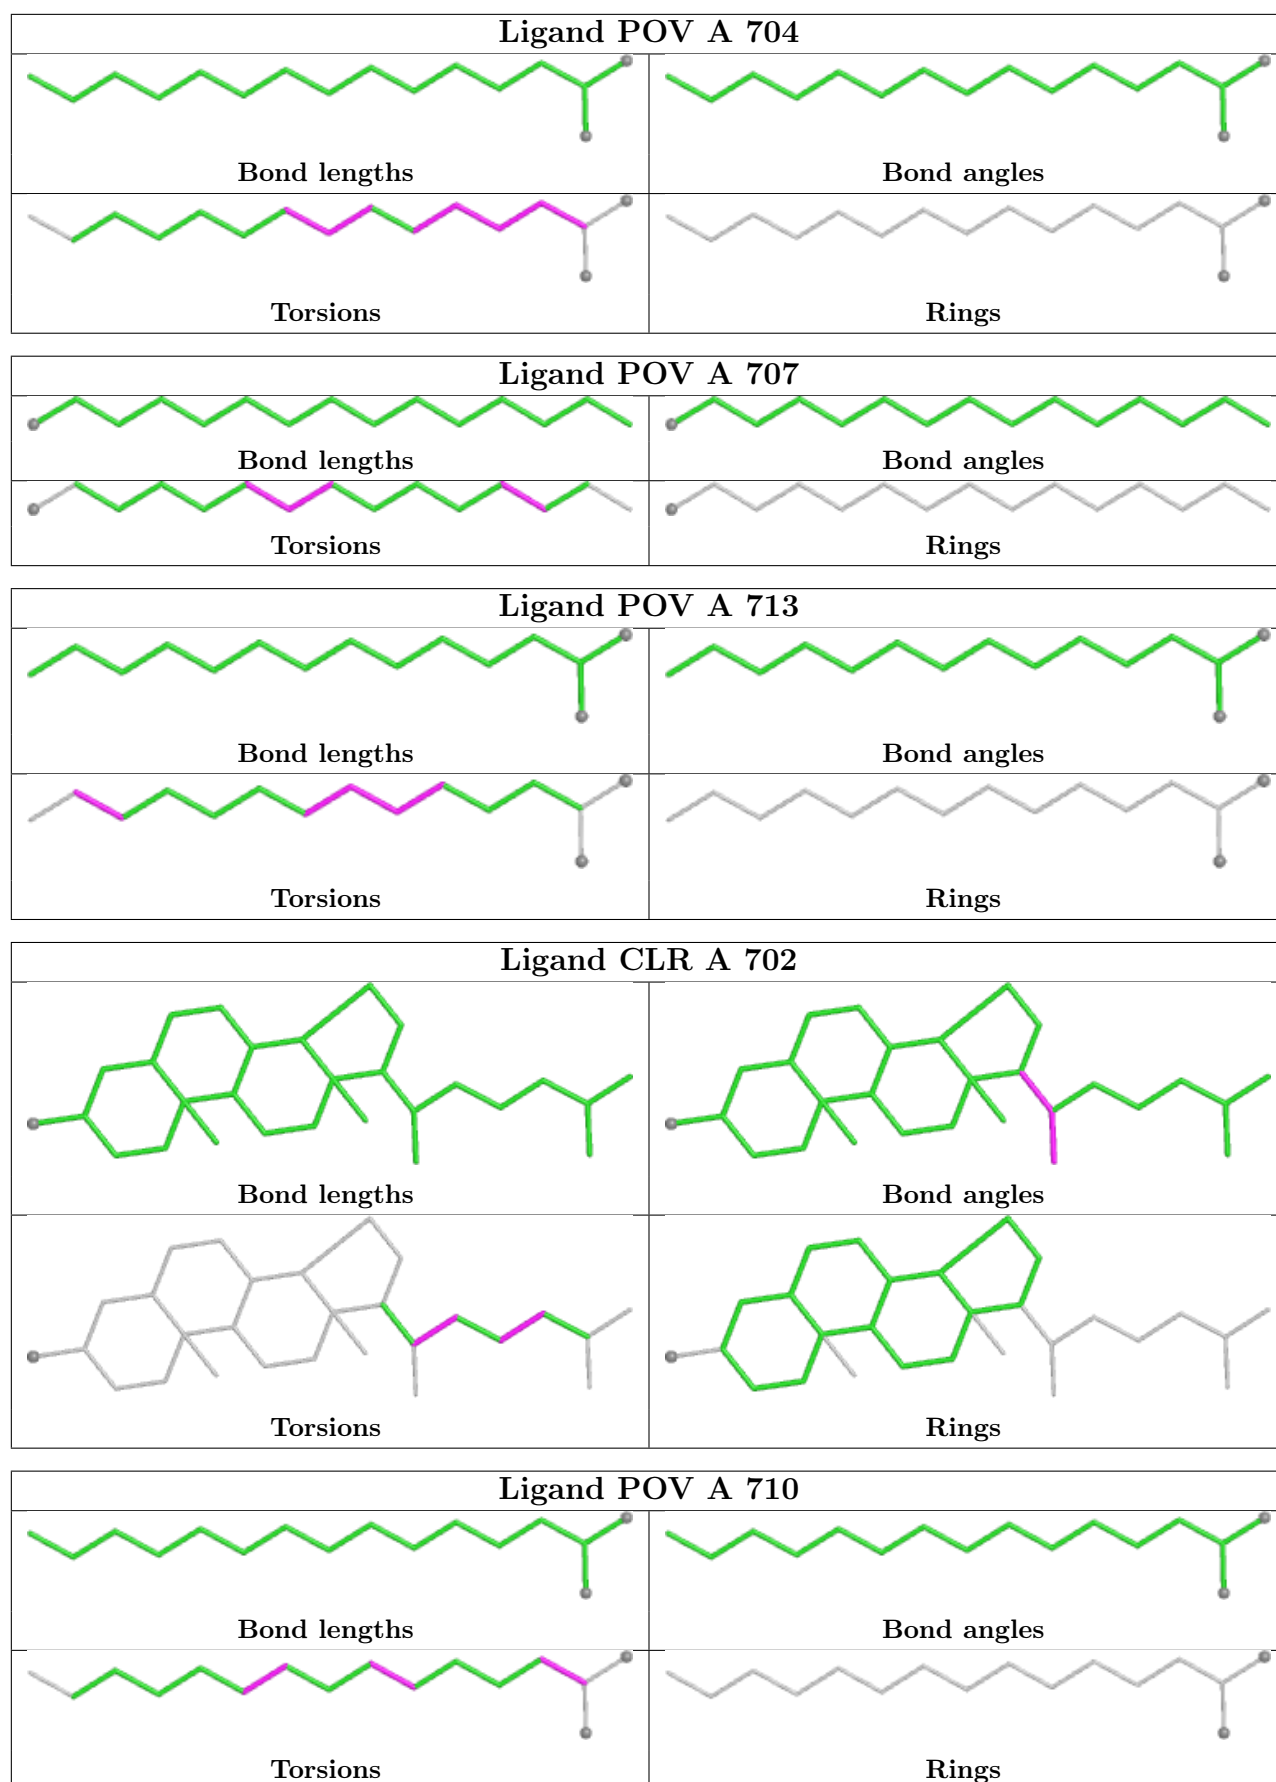 Ligand POV A 704
Bond lengths
Bond angles
Torsions
Rings
Ligand POV A 707
Bond lengths
Bond angles
Torsions
Rings
Ligand POV A 713
Bond lengths
Bond angles
Torsions
Rings
Ligand CLR A 702
Bond lengths
Bond angles
Torsions
Rings
Ligand POV A 710
Bond lengths
Bond angles
Torsions
Rings